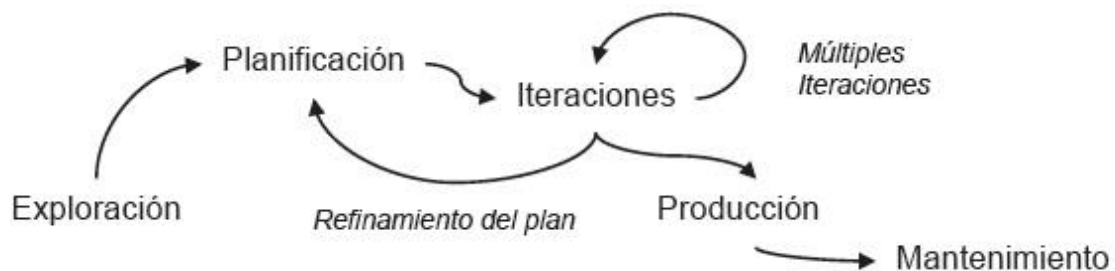 Planificación
Múltiples
Iteraciones
Iteraciones
Exploración
Refinamiento del plan
Producción
Mantenimiento